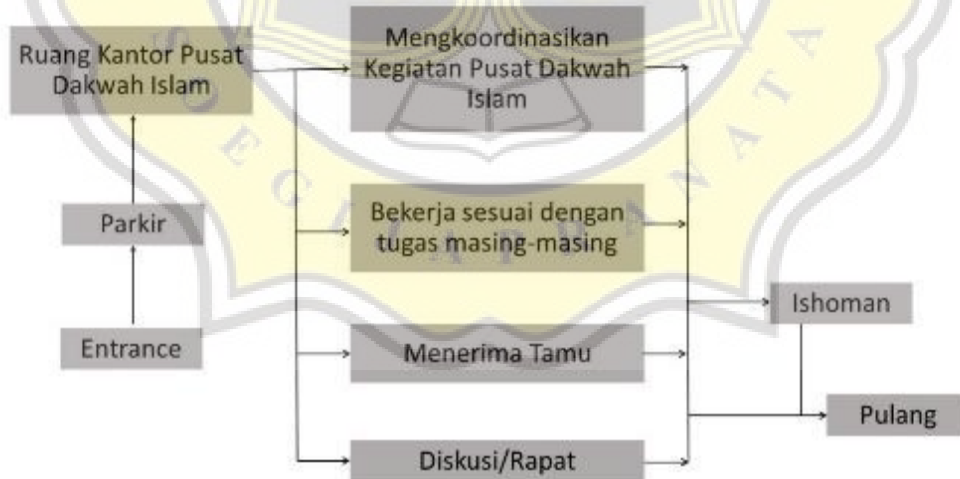 Ruang Kantor Pusat
Dakwah Islam
Mengkoordinasikan
Kegiatan Pusat Dakwah
Islam
Parkir
Bekerja sesuai dengan
tugas masing-masing
Entrance
Menerima Tamu
Ishoman
Pulang
Diskusi/Rapat
SOEGIJAPRANATA